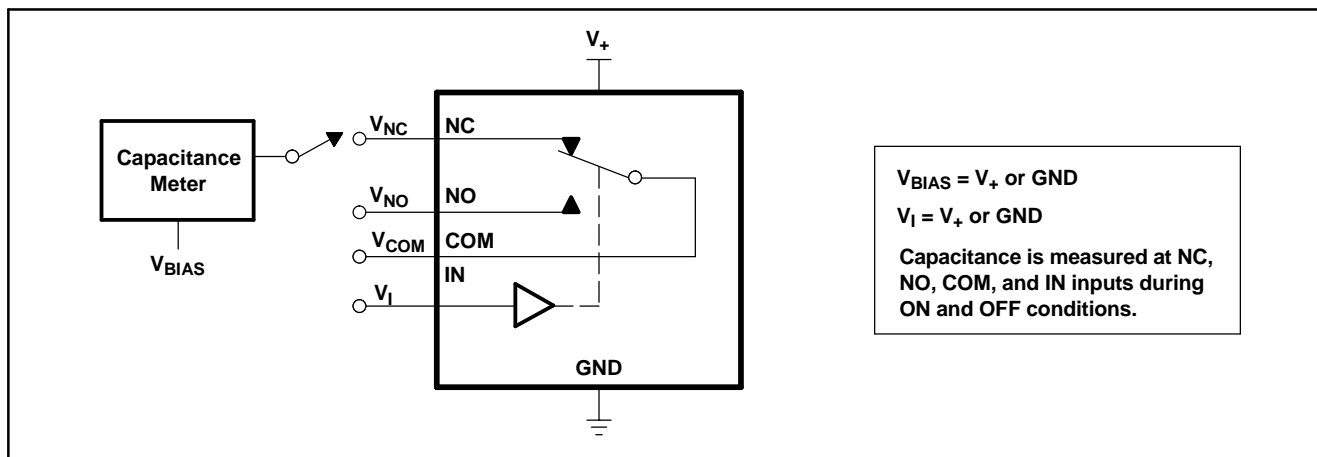 V+
VNC NC
Capacitance
Meter
VBIAS
VNO NO
VCOM COM
IN
VI
GND
VBIAS = V+ or GND
VI = V+ or GND
Capacitance is measured at NC,
NO, COM, and IN inputs during
ON and OFF conditions.